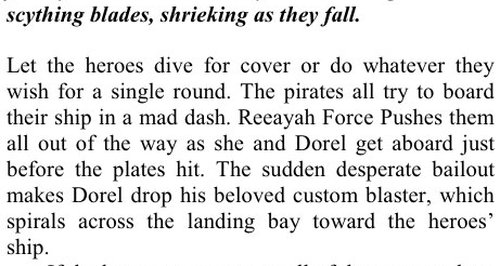 scything blades, shrieking as they fall.
Let the heroes dive for cover or do whatever they
wish for a single round. The pirates all try to board
their ship in a mad dash. Reeayah Force Pushes them
all out of the way as she and Dorel get aboard just
before the plates hit. The sudden desperate bailout
makes Dorel drop his beloved custom blaster, which
spirals across the landing bay toward the heroes'
ship.